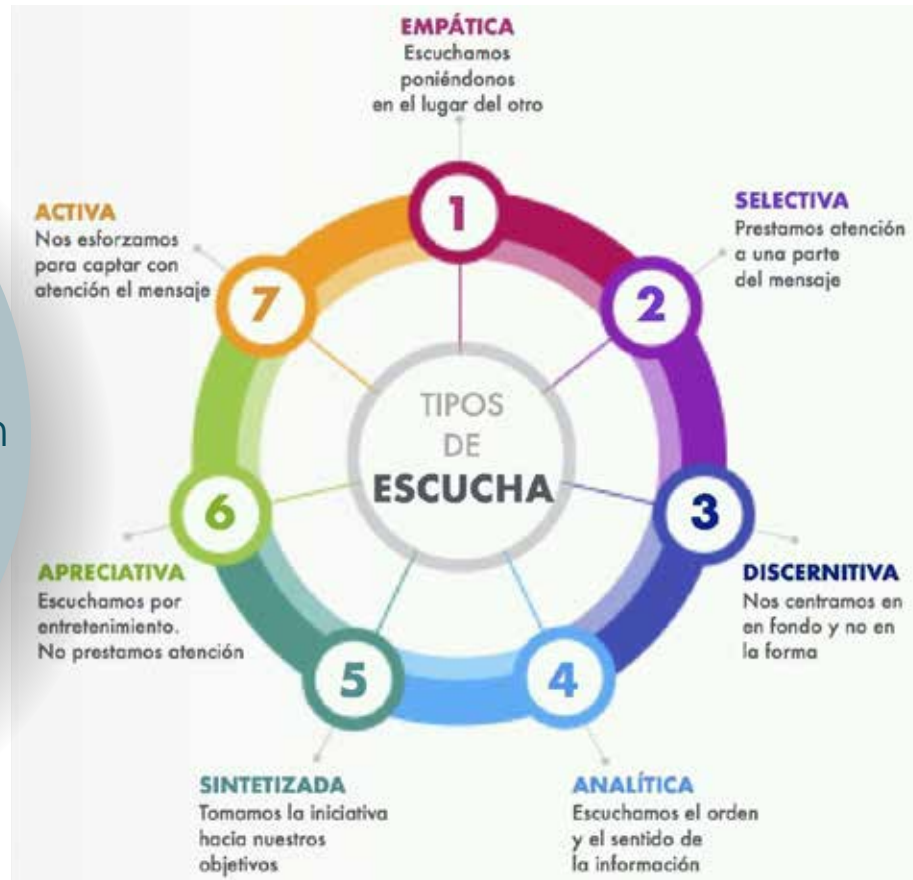 EMPÁTICA
Escuchamos
poniéndonos
en el lugar del otro
1
SELECTIVA
Prestamos atención
a una parte
del mensaje
2
DISCERNITIVA
Nos centramos en
en fondo y no en
la forma
3
ANALÍTICA
Escuchamos el orden
y el sentido de
la información
4
SINTETIZADA
Tomamos la iniciativa
hacia nuestros
objetivos
5
APRECIATIVA
Escuchamos por
entretenimiento.
No prestamos atención
6
ACTIVA
Nos esforzamos
para captar con
atención el mensaje
7
TIPOS
DE
ESCUCHA